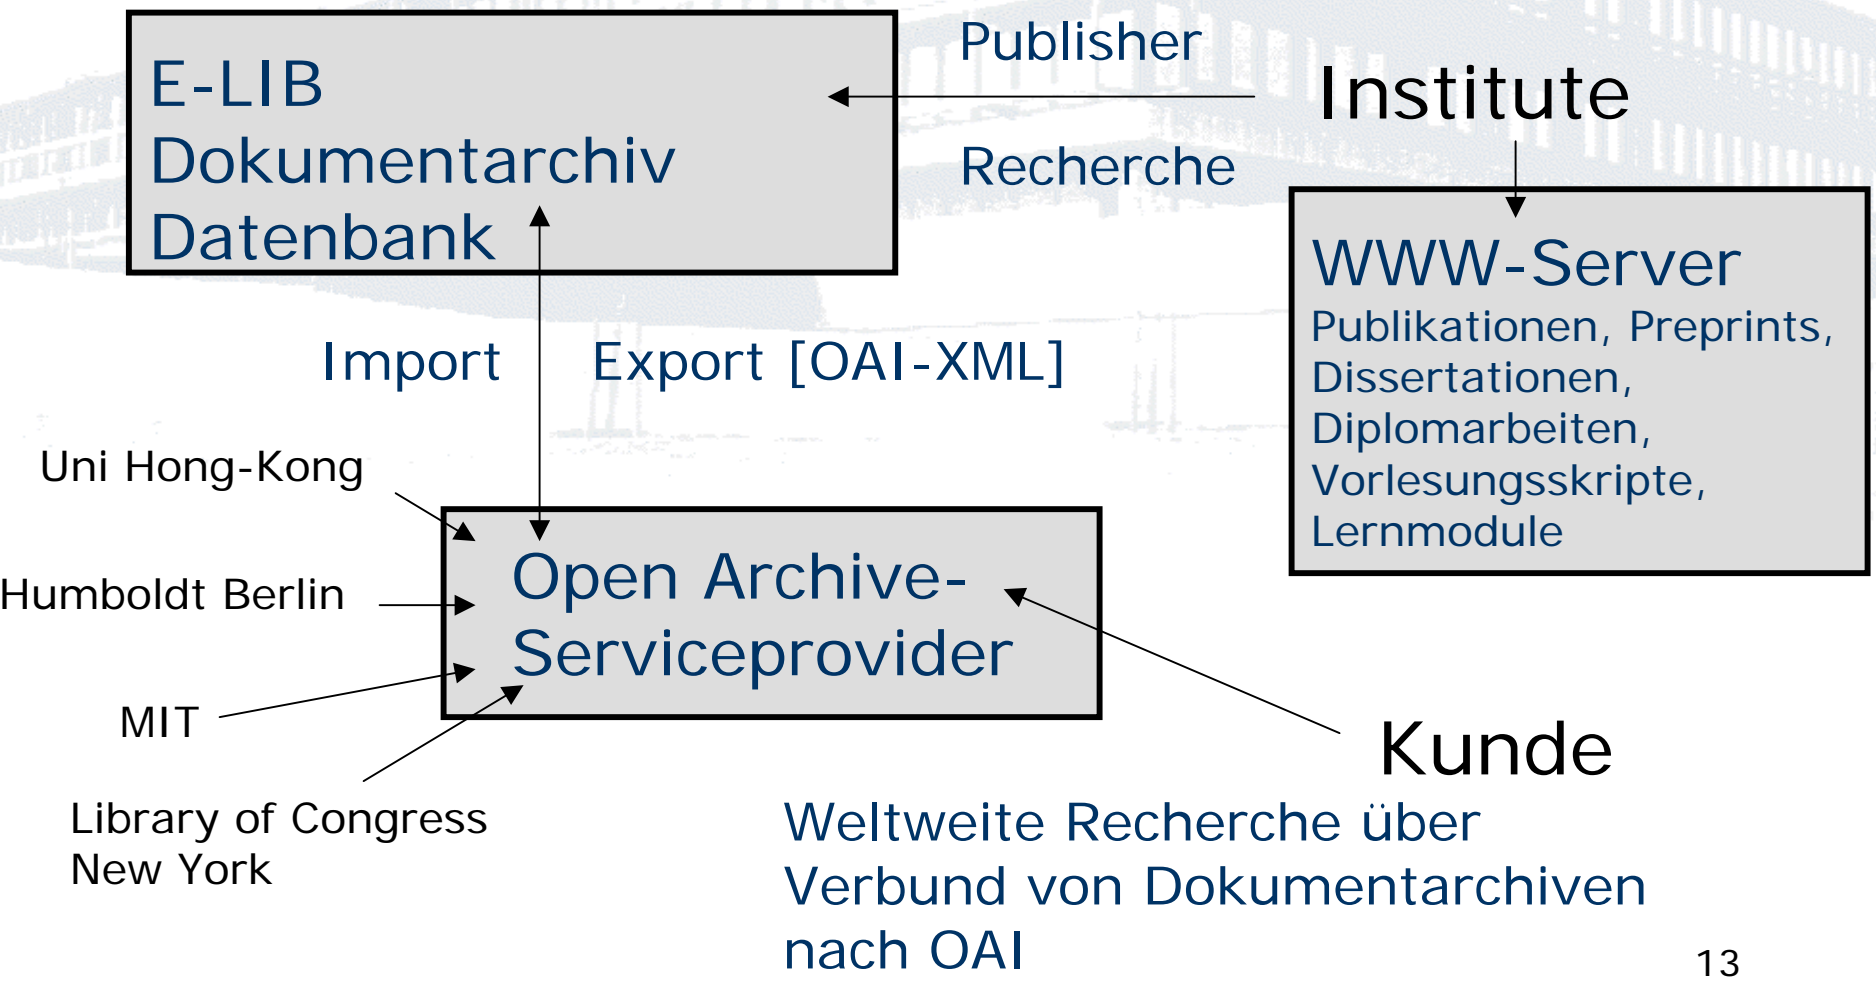 E-LIB
Dokumentarchiv
Datenbank
Publisher
Recherche
Institute
WWW-Server
Publikationen, Preprints,
Dissertationen,
Diplomarbeiten,
Vorlesungsskripte,
Lernmodule
Import
Export [OAI-XML]
Uni Hong-Kong
Humboldt Berlin
MIT
Library of Congress
New York
Open Archive-
Serviceprovider
Kunde
Weltweite Recherche über
Verbund von Dokumentarchiven
nach OAI
13